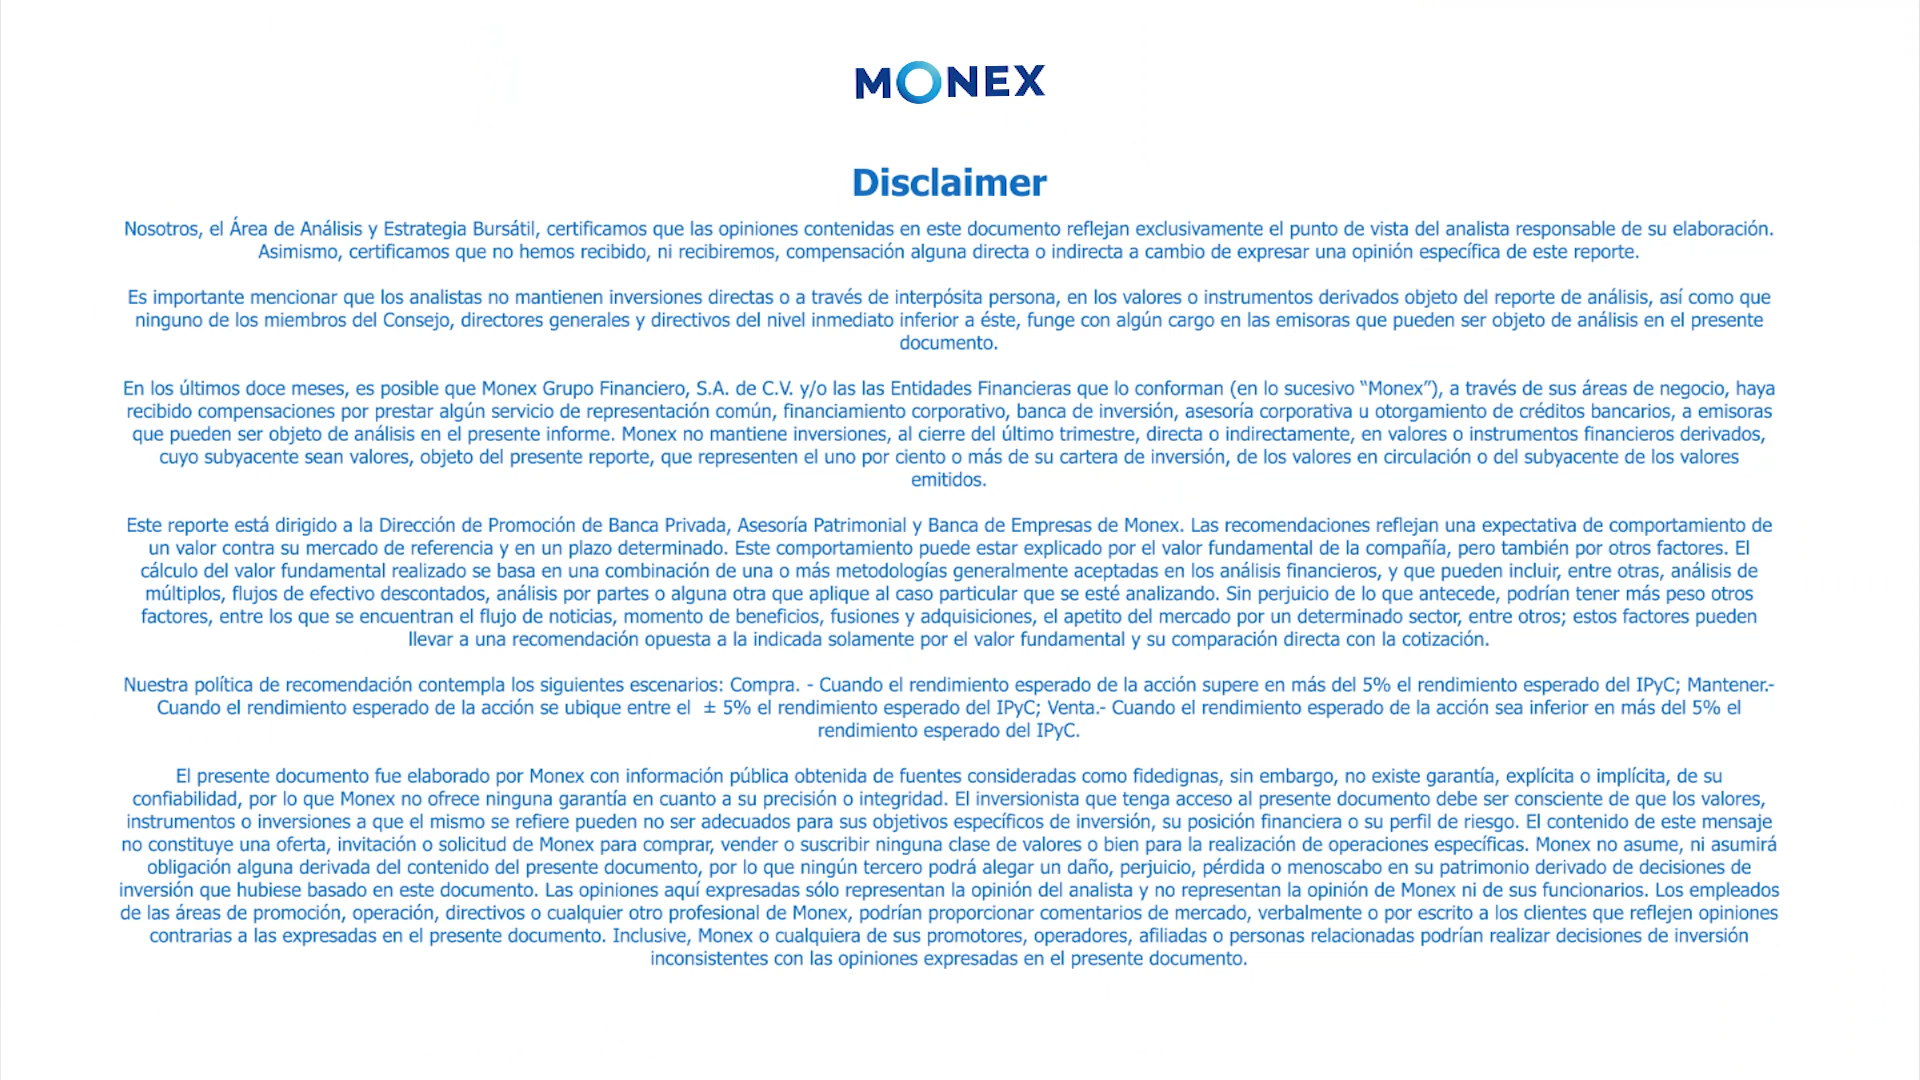 MONEX
Disclaimer
Nosotros, el Área de Análisis y Estrategia Bursátil, certificamos que las opiniones contenidas en este documento reflejan exclusivamente el punto de vista del analista responsable de su elaboración.
Asimismo, certificamos que no hemos recibido, ni recibiremos, compensación alguna directa o indirecta a cambio de expresar una opinión específica de este reporte.
Es importante mencionar que los analistas no mantienen inversiones directas o a través de interpósita persona, en los valores o instrumentos derivados objeto del reporte de análisis, así como que
ninguno de los miembros del Consejo, directores generales y directivos del nivel inmediato inferior a éste, funge con algún cargo en las emisoras que pueden ser objeto de análisis en el presente
documento.
En los últimos doce meses, es posible que Monex Grupo Financiero, S.A. de C.V. y/o las las Entidades Financieras que lo conforman (en lo sucesivo “Monex”), a través de sus áreas de negocio, haya
recibido compensaciones por prestar algún servicio de representación común, financiamiento corporativo, banca de inversión, asesoría corporativa u otorgamiento de créditos bancarios, a emisoras
que pueden ser objeto de análisis en el presente informe. Monex no mantiene inversiones, al cierre del último trimestre, directa o indirectamente, en valores o instrumentos financieros derivados,
cuyo subyacente sean valores, objeto del presente reporte, que representen el uno por ciento o más de su cartera de inversión, de los valores en circulación o del subyacente de los valores
emitidos.
Este reporte está dirigido a la Dirección de Promoción de Banca Privada, Asesoría Patrimonial y Banca de Empresas de Monex. Las recomendaciones reflejan una expectativa de comportamiento de
un valor contra su mercado de referencia y en un plazo determinado. Este comportamiento puede estar explicado por el valor fundamental de la compañía, pero también por otros factores. El
cálculo del valor fundamental realizado se basa en una combinación de una o más metodologías generalmente aceptadas en los análisis financieros, y que pueden incluir, entre otras, análisis de
múltiplos, flujos de efectivo descontados, análisis por partes o alguna otra que aplique al caso particular que se esté analizando. Sin perjuicio de lo que antecede, podrían tener más peso otros
factores, entre los que se encuentran el flujo de noticias, momento de beneficios, fusiones y adquisiciones, el apetito del mercado por un determinado sector, entre otros; estos factores pueden
llevar a una recomendación opuesta a la indicada solamente por el valor fundamental y su comparación directa con la cotización.
Nuestra política de recomendación contempla los siguientes escenarios: Compra. - Cuando el rendimiento esperado de la acción supere en más del 5% el rendimiento esperado del IPyC; Mantener.-
Cuando el rendimiento esperado de la acción se ubique entre el ± 5% el rendimiento esperado del IPyC; Venta.- Cuando el rendimiento esperado de la acción sea inferior en más del 5% el
rendimiento esperado del IPyC.
El presente documento fue elaborado por Monex con información pública obtenida de fuentes consideradas como fidedignas, sin embargo, no existe garantía, explícita o implícita, de su
confiabilidad, por lo que Monex no ofrece ninguna garantía en cuanto a su precisión o integridad. El inversionista que tenga acceso al presente documento debe ser consciente de que los valores,
instrumentos o inversiones a que el mismo se refiere pueden no ser adecuados para sus objetivos específicos de inversión, su posición financiera o su perfil de riesgo. El contenido de este mensaje
no constituye una oferta, invitación o solicitud de Monex para comprar, vender o suscribir ninguna clase de valores o bien para la realización de operaciones específicas. Monex no asume, ni asumirá
obligación alguna derivada del contenido del presente documento, por lo que ningún tercero podrá alegar un daño, perjuicio, pérdida o menoscabo en su patrimonio derivado de decisiones de
inversión que hubiese basado en este documento. Las opiniones aquí expresadas sólo representan la opinión del analista y no representan la opinión de Monex ni de sus funcionarios. Los empleados
de las áreas de promoción, operación, directivos o cualquier otro profesional de Monex, podrían proporcionar comentarios de mercado, verbalmente o por escrito a los clientes que reflejen opiniones
contrarias a las expresadas en el presente documento. Inclusive, Monex o cualquiera de sus promotores, operadores, afiliadas o personas relacionadas podrían realizar decisiones de inversión
inconsistentes con las opiniones expresadas en el presente documento.